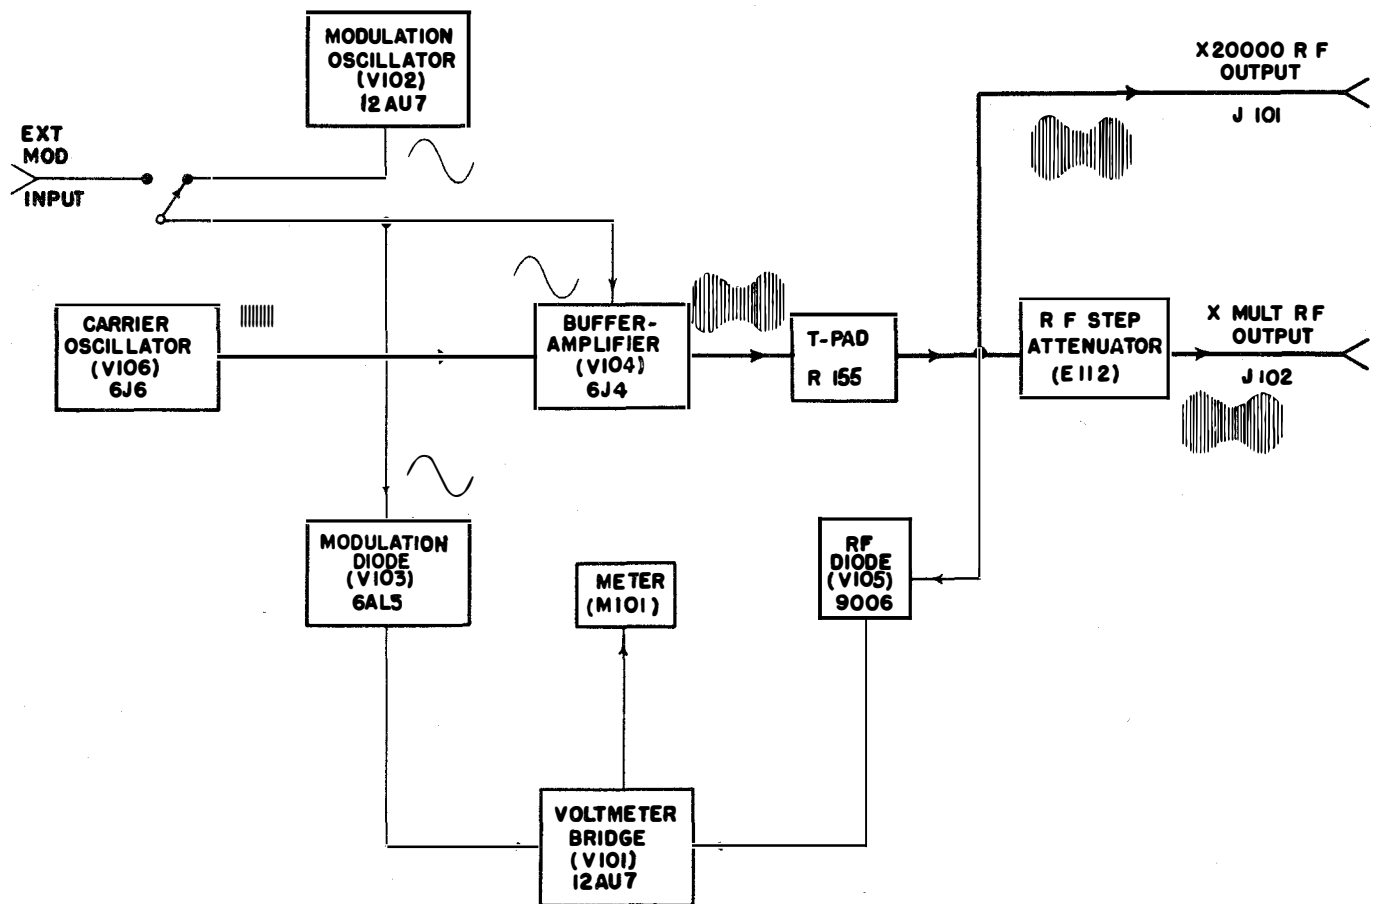 MODULATION
OSCILLATOR
(V102)
12AU7
X20000 R F
OUTPUT
J 101
EXT
MOD
INPUT
CARRIER
OSCILLATOR
(V106)
6J6
BUFFER-
AMPLIFIER
(V104)
6J4
T-PAD
R 155
R F STEP
ATTENUATOR
(E112)
X MULT RF
OUTPUT
J102
MODULATION
DIODE
(V103)
6AL5
METER
(M101)
RF
DIODE
(V105)
9006
VOLTMETER
BRIDGE
(V101)
12AU7